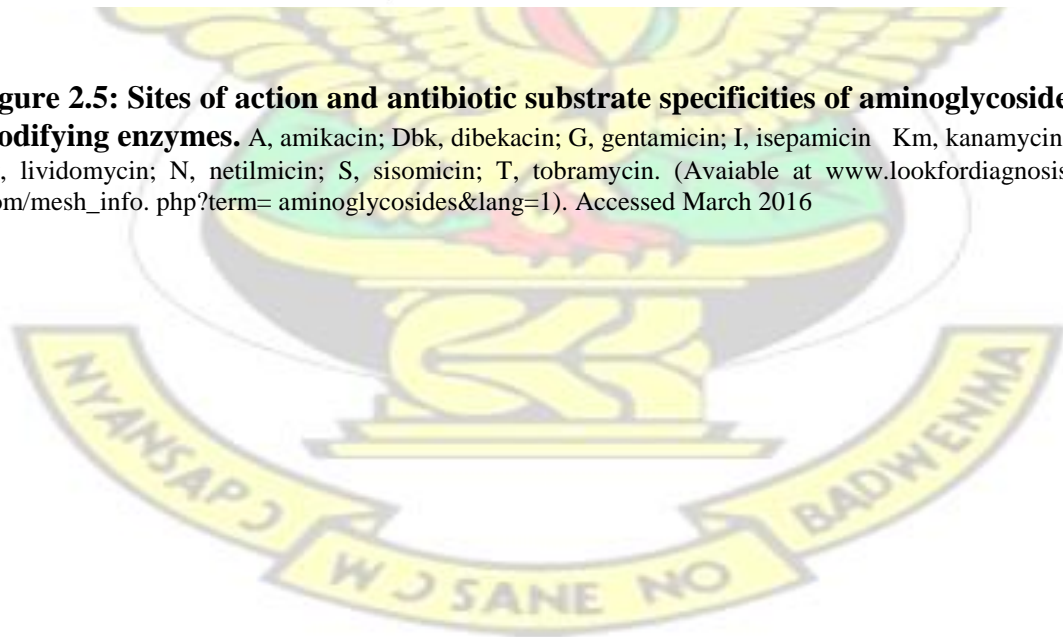 gure 2.5: Sites of action and antibiotic substrate specificities of aminoglycoside
odifying enzymes. A, amikacin; Dbk, dibekacin; G, gentamicin; I, isepamicin Km, kanamycin
, lividomycin; N, netilmicin; S, sisomicin; T, tobramycin. (Avaiable at www.lookfordiagnosis
om/mesh_info. php?term= aminoglycosides&lang=1). Accessed March 2016
NYANSAPƆ
WƆ SANE NO
BADWENMA